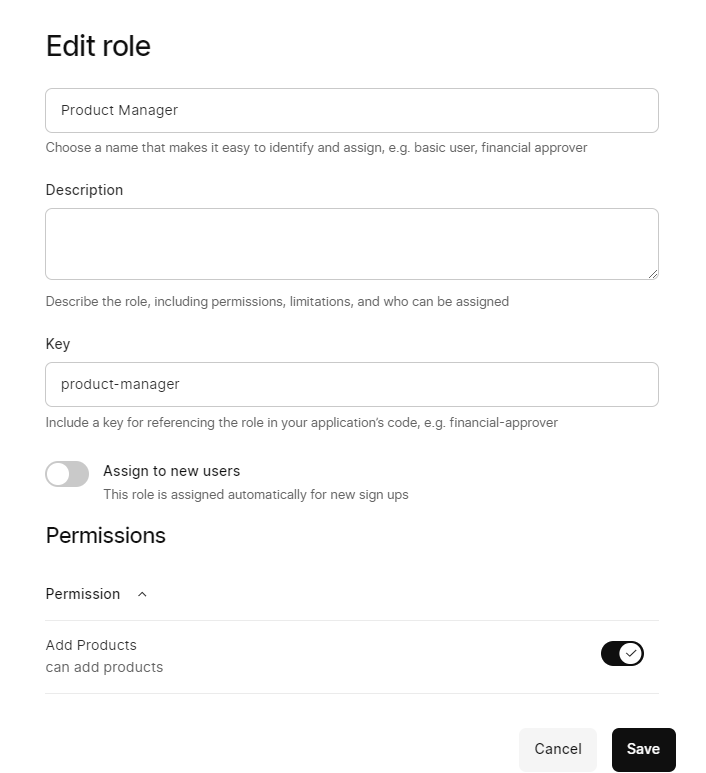 Edit role
Product Manager
Choose a name that makes it easy to identify and assign, e.g. basic user, financial approver
Description
Describe the role, including permissions, limitations, and who can be assigned
Key
product-manager
Include a key for referencing the role in your application’s code, e.g. financial-approver
Assign to new users
This role is assigned automatically for new sign ups
Permissions
Permission
Add Products
can add products
Cancel Save